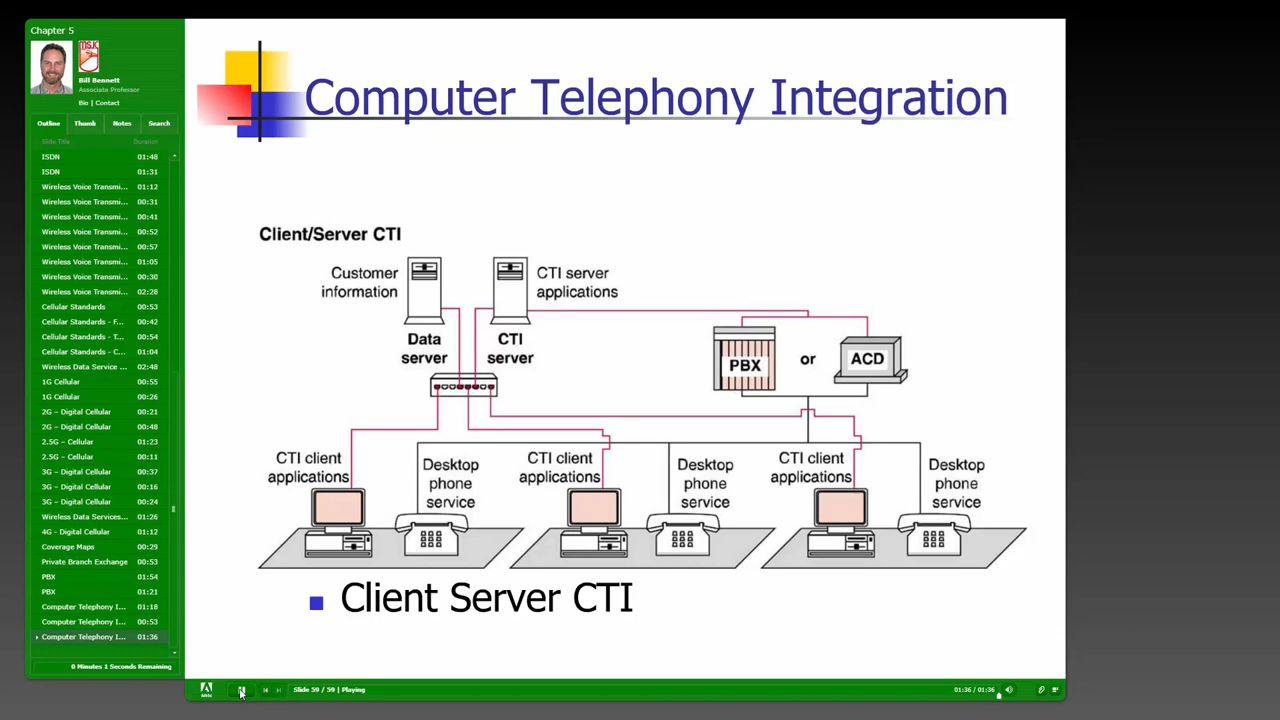 Chapter 5
Bill Bennett
Associate Professor
Bio | Contact
Outline Thumb Notes Search
Slide Title Duration
ISDN 01:48
ISDN 01:31
Wireless Voice Transmi... 01:12
Wireless Voice Transmi... 00:31
Wireless Voice Transmi... 00:41
Wireless Voice Transmi... 00:52
Wireless Voice Transmi... 00:57
Wireless Voice Transmi... 01:05
Wireless Voice Transmi... 00:30
Wireless Voice Transmi... 02:28
Cellular Standards 00:53
Cellular Standards - F... 00:42
Cellular Standards - T... 00:54
Cellular Standards - C... 01:04
Wireless Data Service ... 02:48
1G Cellular 00:55
1G Cellular 00:26
2G – Digital Cellular 00:21
2G – Digital Cellular 00:48
2.5G – Cellular 01:23
2.5G – Cellular 00:11
3G – Digital Cellular 00:37
3G – Digital Cellular 00:16
3G – Digital Cellular 00:24
Wireless Data Services... 01:26
4G - Digital Cellular 01:12
Coverage Maps 00:29
Private Branch Exchange 00:53
PBX 01:54
PBX 01:21
Computer Telephony I... 01:18
Computer Telephony I... 00:53
Computer Telephony I... 01:36
0 Minutes 1 Seconds Remaining
Computer Telephony Integration
Client/Server CTI
Customer
information
CTI server
applications
Data
server
CTI
server
PBX
or
ACD
CTI client
applications
Desktop
phone
service
CTI client
applications
Desktop
phone
service
CTI client
applications
Desktop
phone
service
Client Server CTI
Slide 59 / 59 | Playing
01:36 / 01:36